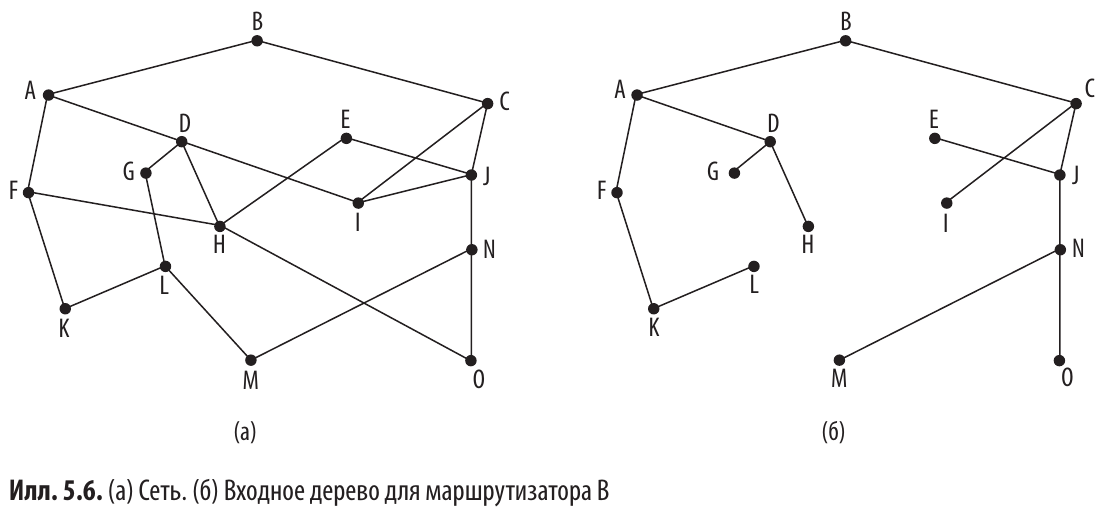 B
A
C
D
E
G
J
F
I
H
N
L
K
M
O
(а)
B
A
C
D
E
G
J
F
I
H
N
L
K
M
O
(б)
Илл. 5.6. (а) Сеть. (б) Входное дерево для маршрутизатора B